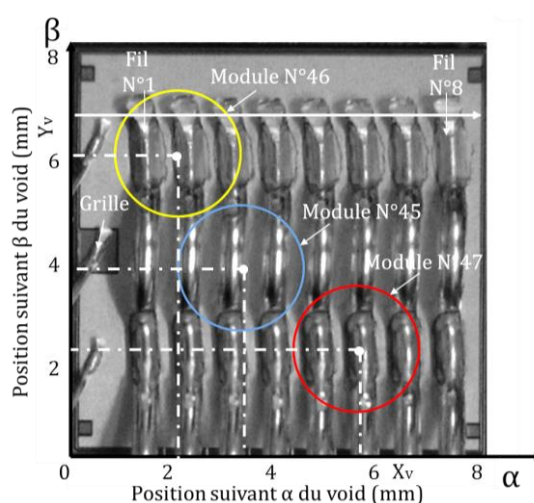 β
8
Fil
N°1
Module N°46
Fil
N°8
Position suivant β du void (mm)
Yᵥ
6
Grille
Module N°45
4
Module N°47
2
0
2
4
6
Xᵥ
8
α
Position suivant α du void (mm)